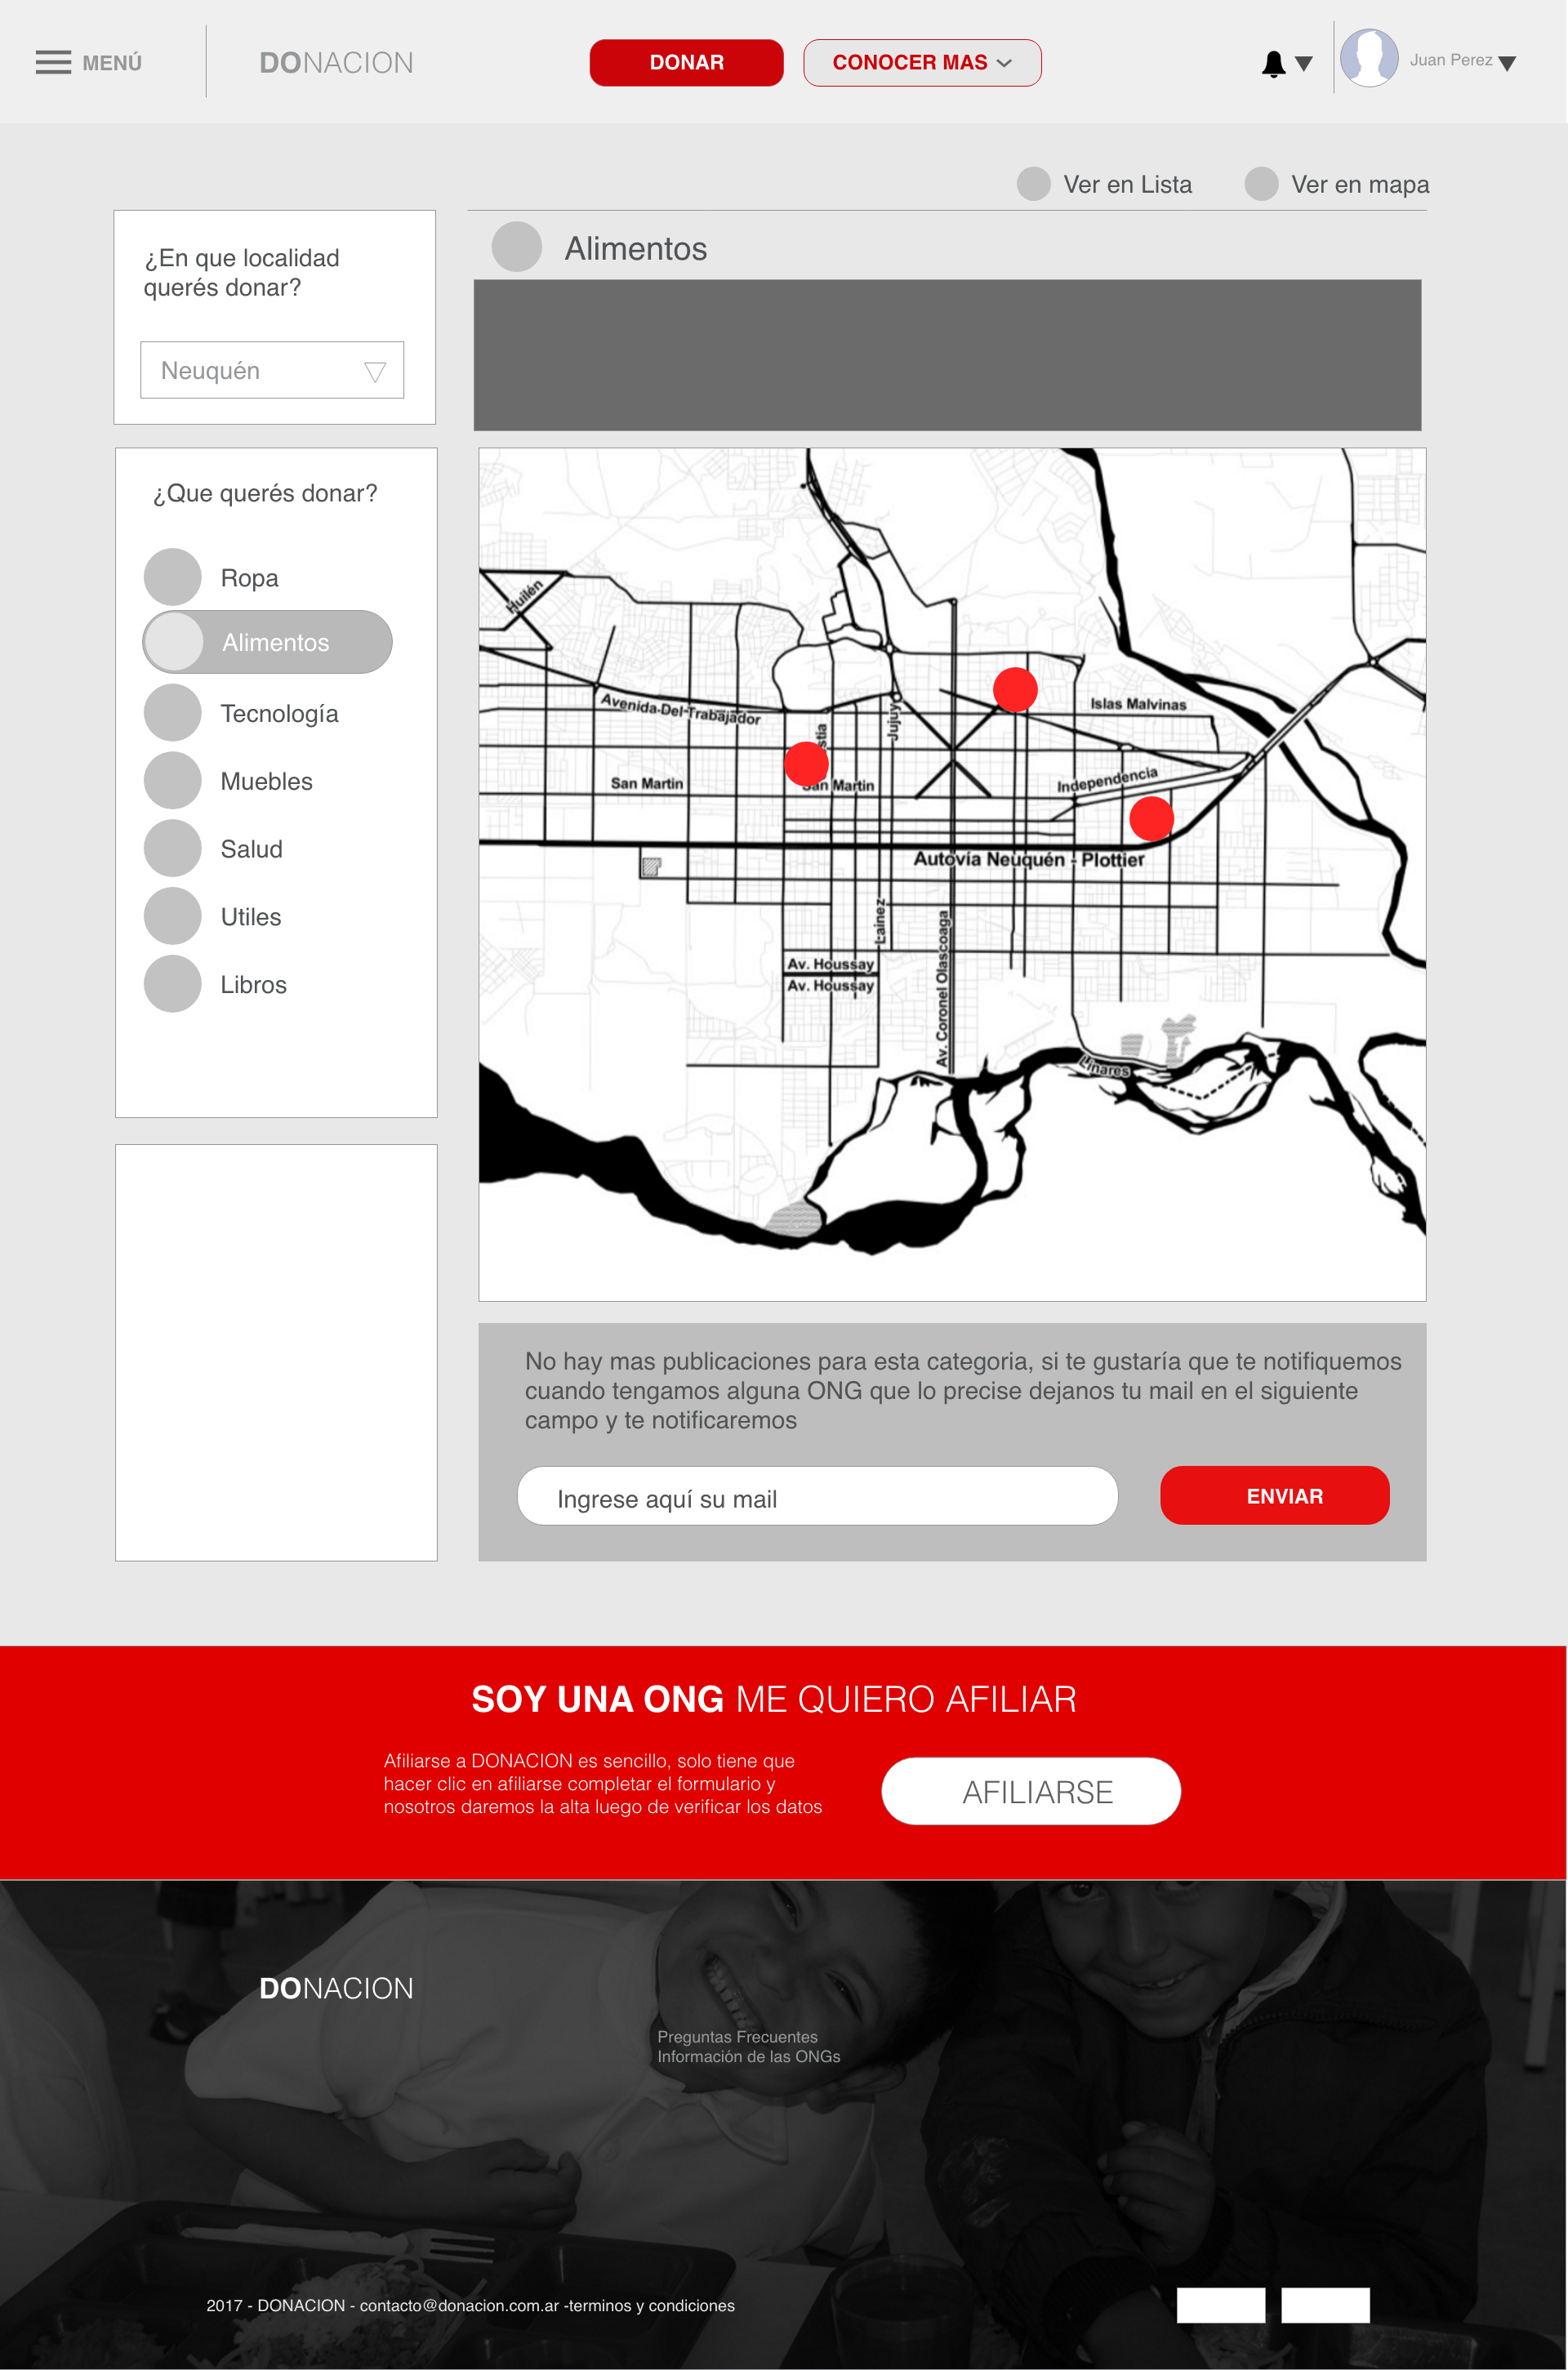 MENÚ
DONACION
DONAR
CONOCER MAS
Juan Perez
Ver en Lista
Ver en mapa
¿En que localidad
querés donar?
Neuquén
Alimentos
¿Que querés donar?
Ropa
Alimentos
Tecnología
Muebles
Salud
Utiles
Libros
Huilén
Avenida-Del-Trabajador
Jujuy
Islas Malvinas
San Martin
San Martin
Independencia
Autovía Neuquén - Plottier
Lainez
Av. Coronel Olascoaga
Av. Houssay
Av. Houssay
Linares
No hay mas publicaciones para esta categoria, si te gustaría que te notifiquemos
cuando tengamos alguna ONG que lo precise dejanos tu mail en el siguiente
campo y te notificaremos
Ingrese aquí su mail
ENVIAR
SOY UNA ONG ME QUIERO AFILIAR
Afiliarse a DONACION es sencillo, solo tiene que
hacer clic en afiliarse completar el formulario y
nosotros daremos la alta luego de verificar los datos
AFILIARSE
DONACION
Preguntas Frecuentes
Información de las ONGs
2017 - DONACION - contacto@donacion.com.ar -terminos y condiciones